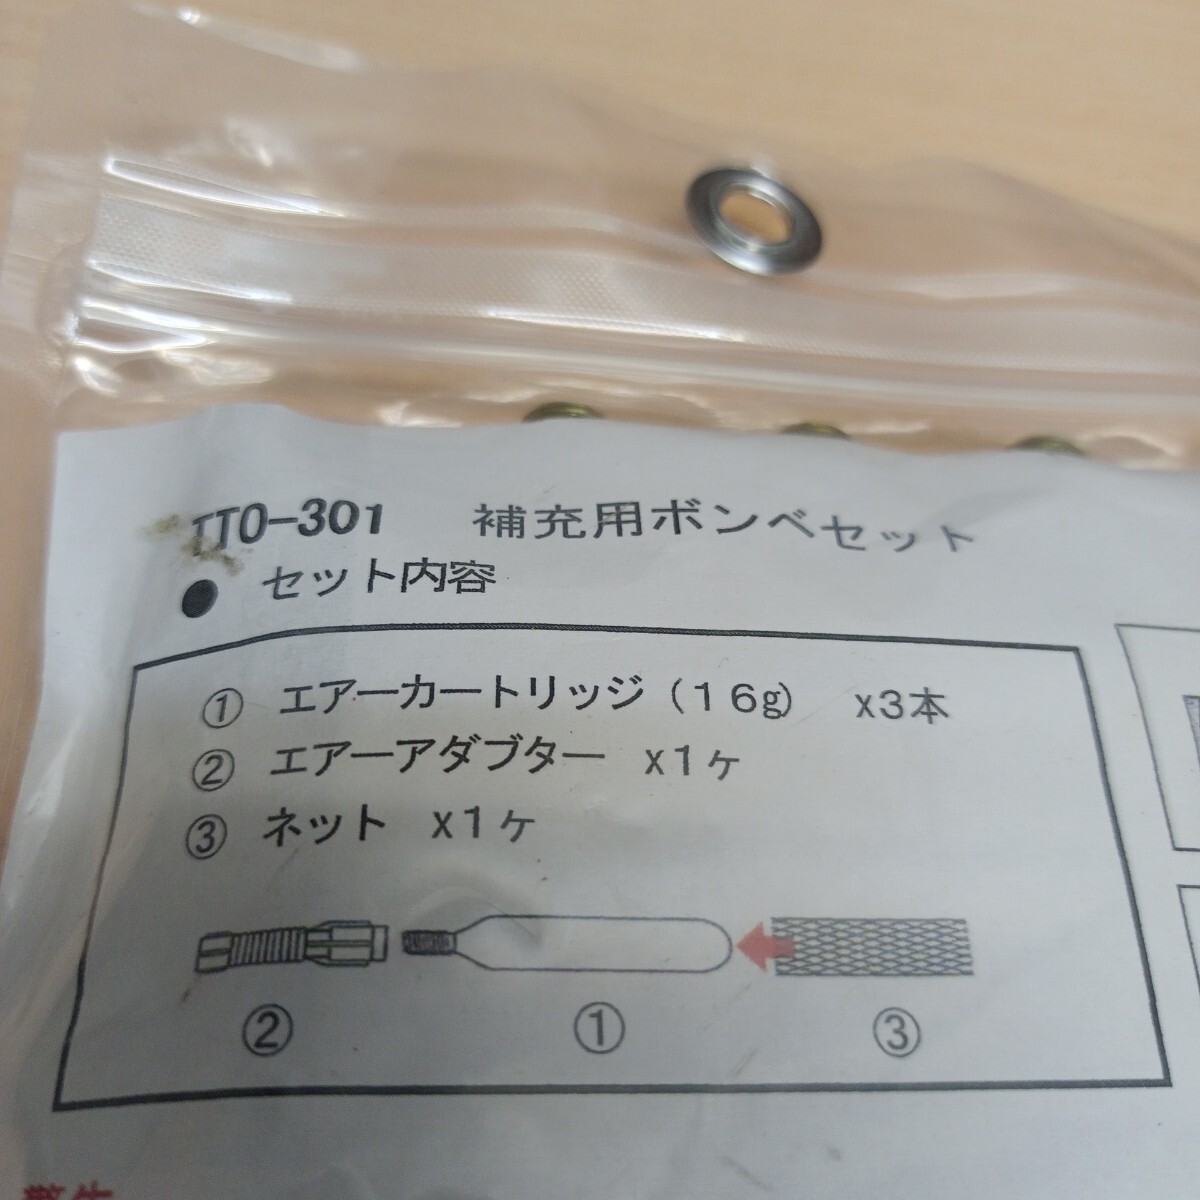 TTO-301　補充用ボンベセット
● セット内容
① エアーカートリッジ（16g）　x3本
② エアーアダブター　x1ヶ
③ ネット　x1ヶ
② ① ③